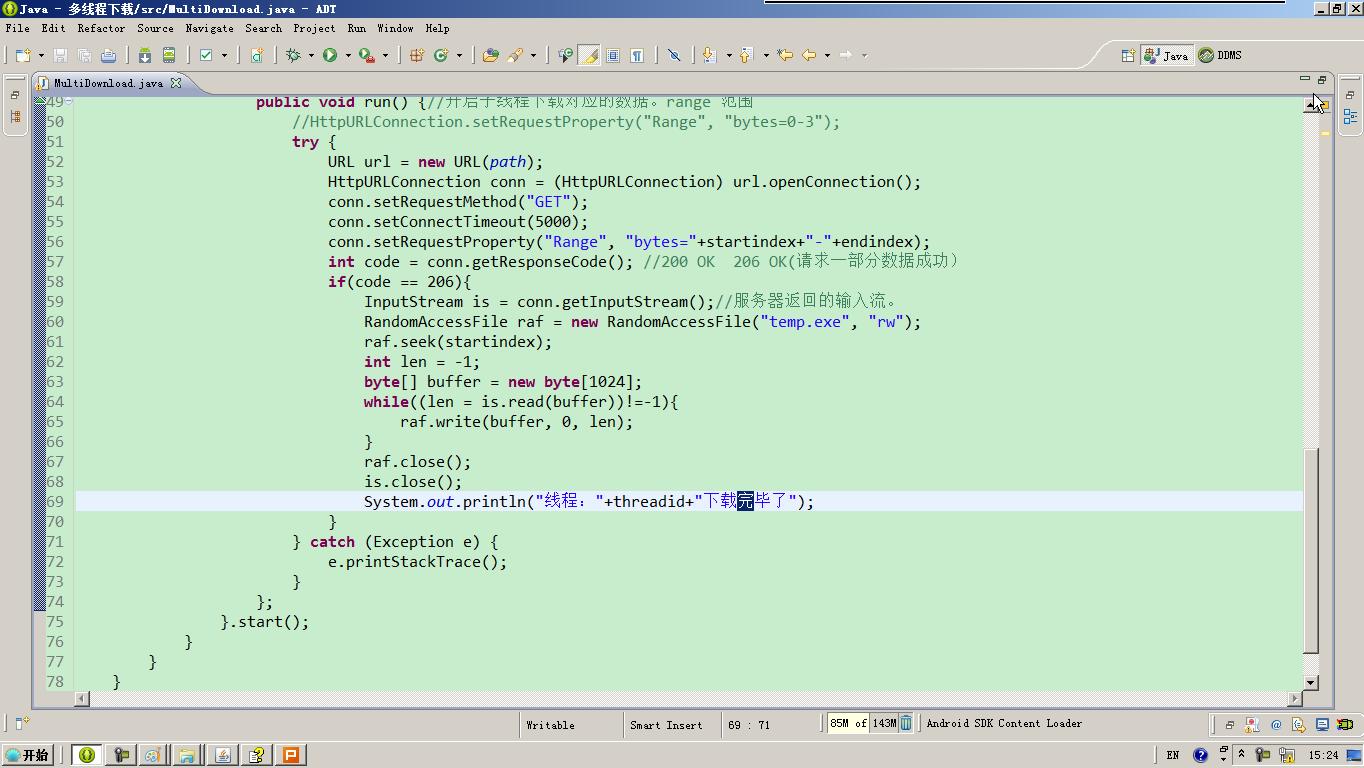 Java - 多线程下载/src/MultiDownload.java - ADT
File Edit Refactor Source Navigate Search Project Run Window Help
Java DDMS
MultiDownload.java
49 public void run() {//开启子线程下载对应的数据。range 范围
50 //HttpURLConnection.setRequestProperty("Range", "bytes=0-3");
51 try {
52 URL url = new URL(path);
53 HttpURLConnection conn = (HttpURLConnection) url.openConnection();
54 conn.setRequestMethod("GET");
55 conn.setConnectTimeout(5000);
56 conn.setRequestProperty("Range", "bytes="+startindex+"-"+endindex);
57 int code = conn.getResponseCode(); //200 OK  206 OK(请求一部分数据成功）
58 if(code == 206){
59 InputStream is = conn.getInputStream();//服务器返回的输入流。
60 RandomAccessFile raf = new RandomAccessFile("temp.exe", "rw");
61 raf.seek(startindex);
62 int len = -1;
63 byte[] buffer = new byte[1024];
64 while((len = is.read(buffer))!=-1){
65 raf.write(buffer, 0, len);
66 }
67 raf.close();
68 is.close();
69 System.out.println("线程："+threadid+"下载完毕了");
70 }
71 } catch (Exception e) {
72 e.printStackTrace();
73 }
74 };
75 }.start();
76 }
77 }
78 }
Writable Smart Insert 69 : 71 85M of 143M Android SDK Content Loader
开始 EN 15:24